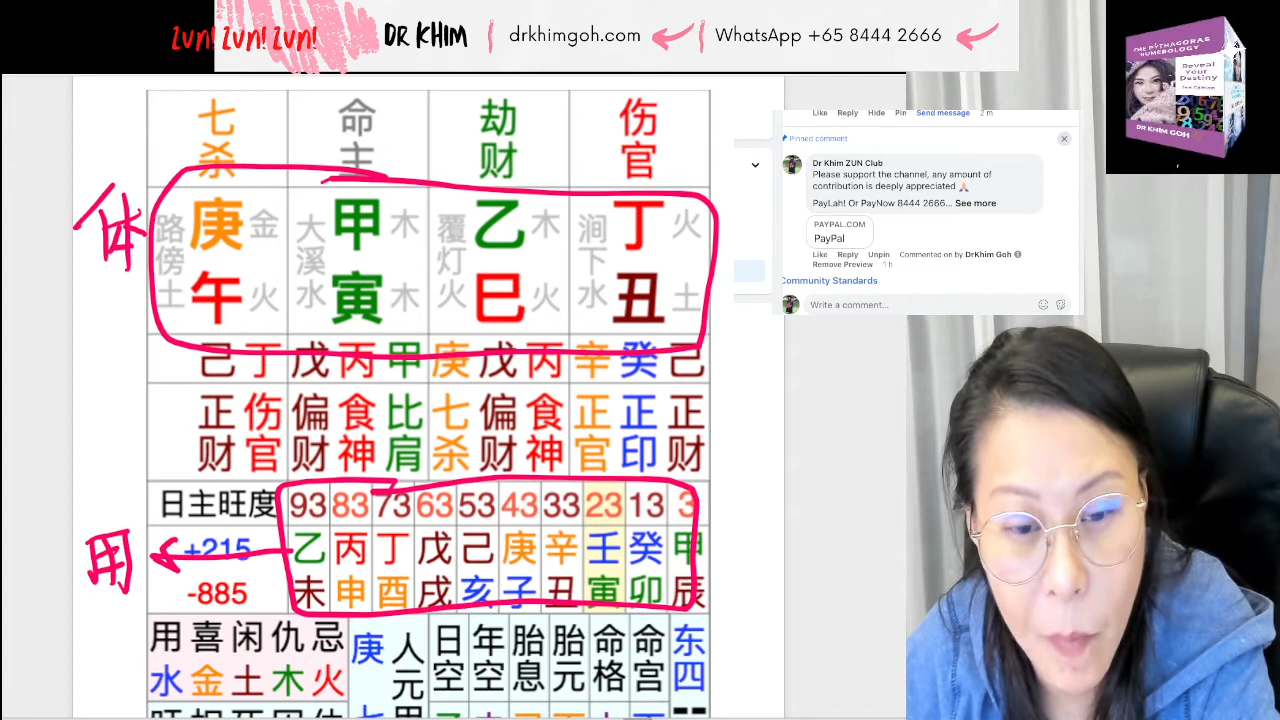 ZUn! ZUn! ZUn!
DR KHIM
drkhimgoh.com
WhatsApp +65 8444 2666
THE PYTHAGORAS
NUMEROLOGY
Reveal
Your
Destiny
DR KHIM GOH
七杀 命主 劫财 伤官
体
路傍土 庚午 金火
大溪水 甲寅 木木
覆灯火 乙巳 木火
涧下水 丁丑 火土
己丁 戊丙甲 庚戊丙 辛癸己
正财 伤官 偏财 食神 比肩 七杀 偏财 食神 正官 正印 正财
日主旺度 93 83 73 63 53 43 33 23 13 3
用
+215 乙 丙 丁 戊 己 庚 辛 壬 癸 甲
-885 未 申 酉 戌 亥 子 丑 寅 卯 辰
用喜闲仇忌
水金土木火
庚
人元 日空 年空 胎息 胎元 命格 命宫 东四
Like Reply Hide Pin Send message 2 m
Pinned comment
Dr Khim ZUN Club
Please support the channel, any amount of
contribution is deeply appreciated 🙏
PayLah! Or PayNow 8444 2666... See more
PAYPAL.COM
PayPal
Like Reply Unpin Commented on by DrKhim Goh
Remove Preview 1 h
Community Standards
Write a comment...